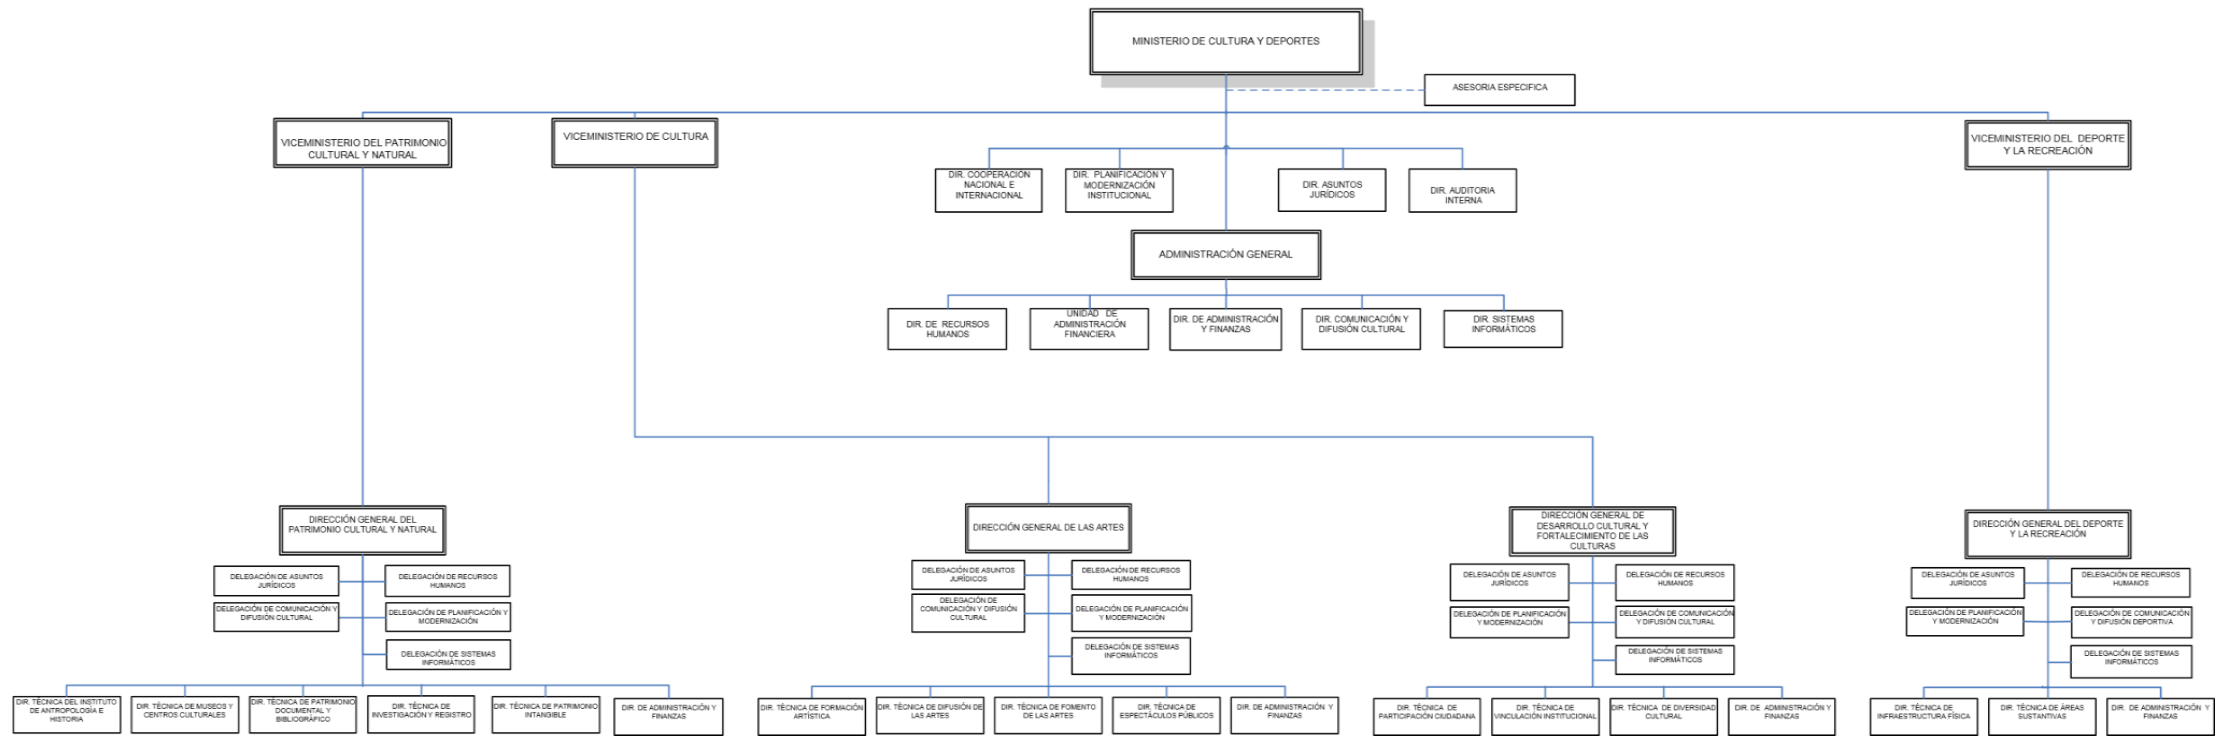 MINISTERIO DE CULTURA Y DEPORTES
ASESORIA ESPECIFICA
VICEMINISTERIO DEL PATRIMONIO
CULTURAL Y NATURAL
VICEMINISTERIO DE CULTURA
VICEMINISTERIO DEL DEPORTE
Y LA RECREACIÓN
DIR. COOPERACIÓN
NACIONAL E
INTERNACIONAL
DIR. PLANIFICACIÓN Y
MODERNIZACIÓN
INSTITUCIONAL
DIR. ASUNTOS
JURÍDICOS
DIR. AUDITORIA
INTERNA
ADMINISTRACIÓN GENERAL
DIR. DE RECURSOS
HUMANOS
UNIDAD DE
ADMINISTRACIÓN
FINANCIERA
DIR. DE ADMINISTRACIÓN
Y FINANZAS
DIR. COMUNICACIÓN Y
DIFUSIÓN CULTURAL
DIR. SISTEMAS
INFORMÁTICOS
DIRECCIÓN GENERAL DEL
PATRIMONIO CULTURAL Y NATURAL
DIRECCIÓN GENERAL DE LAS ARTES
DIRECCIÓN GENERAL DE
DESARROLLO CULTURAL Y
FORTALECIMIENTO DE LAS
CULTURAS
DIRECCIÓN GENERAL DEL DEPORTE
Y LA RECREACIÓN
DELEGACIÓN DE ASUNTOS
JURÍDICOS
DELEGACIÓN DE RECURSOS
HUMANOS
DELEGACIÓN DE COMUNICACIÓN Y
DIFUSIÓN CULTURAL
DELEGACIÓN DE PLANIFICACIÓN Y
MODERNIZACIÓN
DELEGACIÓN DE SISTEMAS
INFORMÁTICOS
DELEGACIÓN DE ASUNTOS
JURÍDICOS
DELEGACIÓN DE RECURSOS
HUMANOS
DELEGACIÓN DE
COMUNICACIÓN Y DIFUSIÓN
CULTURAL
DELEGACIÓN DE PLANIFICACIÓN
Y MODERNIZACIÓN
DELEGACIÓN DE SISTEMAS
INFORMÁTICOS
DELEGACIÓN DE ASUNTOS
JURÍDICOS
DELEGACIÓN DE RECURSOS
HUMANOS
DELEGACIÓN DE PLANIFICACIÓN
Y MODERNIZACIÓN
DELEGACIÓN DE COMUNICACIÓN
Y DIFUSIÓN CULTURAL
DELEGACIÓN DE SISTEMAS
INFORMÁTICOS
DELEGACIÓN DE ASUNTOS
JURÍDICOS
DELEGACIÓN DE RECURSOS
HUMANOS
DELEGACIÓN DE PLANIFICACIÓN
Y MODERNIZACIÓN
DELEGACIÓN DE COMUNICACIÓN
Y DIFUSIÓN DEPORTIVA
DELEGACIÓN DE SISTEMAS
INFORMÁTICOS
DIR. TÉCNICA DEL INSTITUTO
DE ANTROPOLOGÍA E
HISTORIA
DIR. TÉCNICA DE MUSEOS Y
CENTROS CULTURALES
DIR. TÉCNICA DE PATRIMONIO
DOCUMENTAL Y
BIBLIOGRÁFICO
DIR. TÉCNICA DE
INVESTIGACIÓN Y REGISTRO
DIR. TÉCNICA DE PATRIMONIO
INTANGIBLE
DIR. DE ADMINISTRACIÓN Y
FINANZAS
DIR. TÉCNICA DE FORMACIÓN
ARTÍSTICA
DIR. TÉCNICA DE DIFUSIÓN DE
LAS ARTES
DIR. TÉCNICA DE FOMENTO
DE LAS ARTES
DIR. TÉCNICA DE
ESPECTÁCULOS PÚBLICOS
DIR. DE ADMINISTRACIÓN Y
FINANZAS
DIR. TÉCNICA DE
PARTICIPACIÓN CIUDADANA
DIR. TÉCNICA DE
VINCULACIÓN INSTITUCIONAL
DIR. TÉCNICA DE DIVERSIDAD
CULTURAL
DIR. DE ADMINISTRACIÓN Y
FINANZAS
DIR. TÉCNICA DE
INFRAESTRUCTURA FÍSICA
DIR. TÉCNICA DE ÁREAS
SUSTANTIVAS
DIR. DE ADMINISTRACIÓN Y
FINANZAS